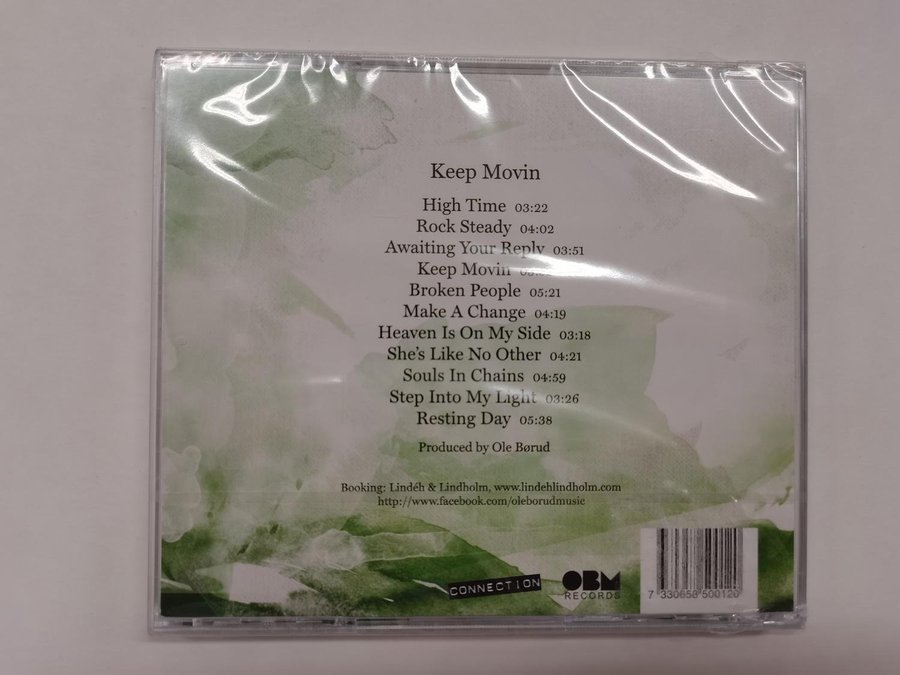 Keep Movin
High Time 03:22
Rock Steady 04:02
Awaiting Your Reply 03:51
Keep Movin
Broken People 05:21
Make A Change 04:19
Heaven Is On My Side 03:18
She's Like No Other 04:21
Souls In Chains 04:59
Step Into My Light 03:26
Resting Day 05:38
Produced by Ole Børud
Booking: Lindéh & Lindholm, www.lindehlindholm.com
http://www.facebook.com/oleborudmusic
CONNECTION
OBM
RECORDS
7 330658 500120